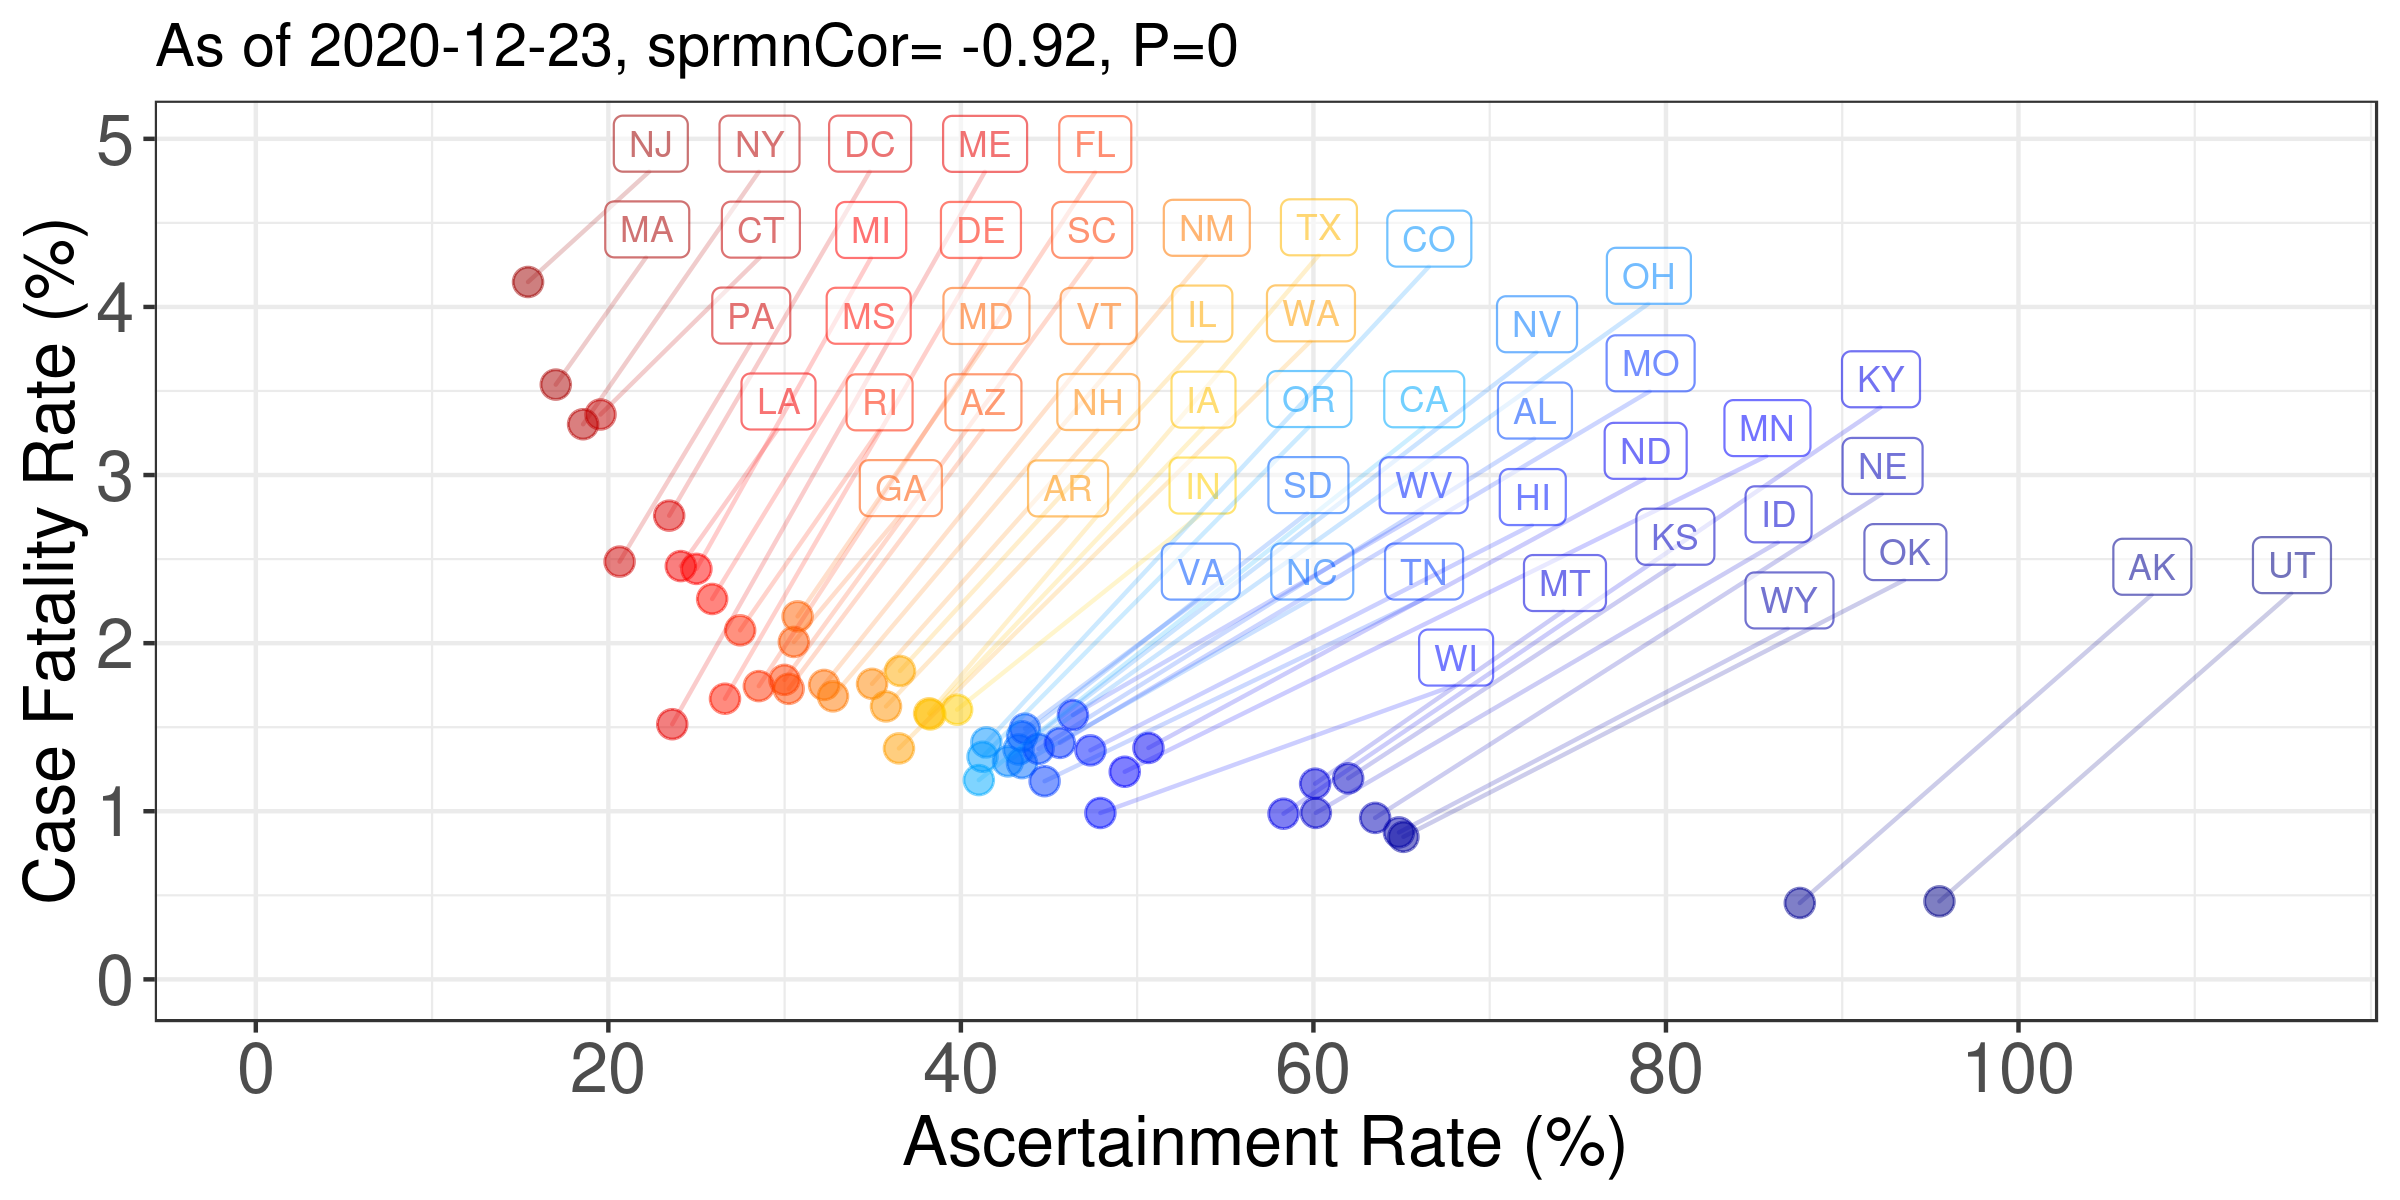 As of 2020-12-23, sprmnCor= -0.92, P=0
Case Fatality Rate (%)
5
4
3
2
1
0
NJ NY DC ME FL
MA CT MI DE SC NM TX CO
OH
PA MS MD VT IL WA NV
MO KY
LA RI AZ NH IA OR CA AL MN
ND NE
GA AR IN SD WV HI ID
KS OK
VA NC TN MT WY AK UT
WI
0 20 40 60 80 100
Ascertainment Rate (%)